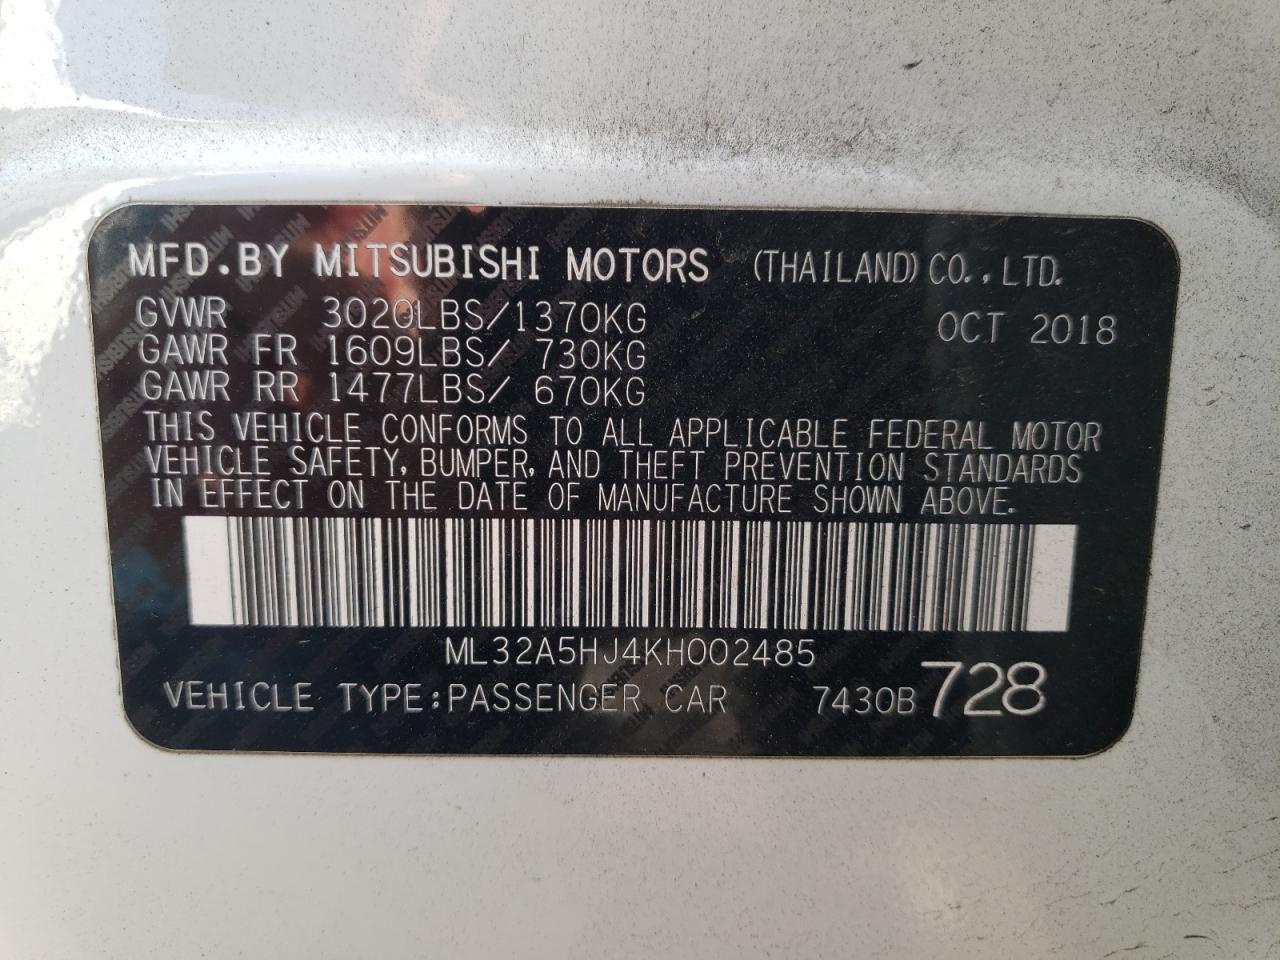 MFD.BY MITSUBISHI MOTORS (THAILAND) CO.,LTD.
GVWR 3020LBS/1370KG OCT 2018
GAWR FR 1609LBS/ 730KG
GAWR RR 1477LBS/ 670KG
THIS VEHICLE CONFORMS TO ALL APPLICABLE FEDERAL MOTOR
VEHICLE SAFETY, BUMPER, AND THEFT PREVENTION STANDARDS
IN EFFECT ON THE DATE OF MANUFACTURE SHOWN ABOVE.
ML32A5HJ4KH002485
VEHICLE TYPE:PASSENGER CAR 7430B 728